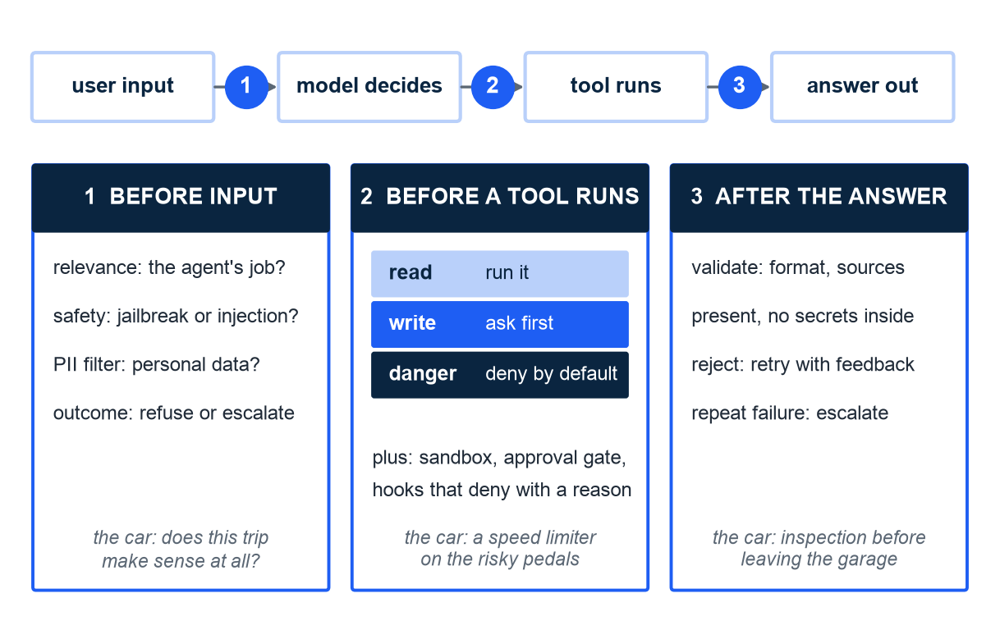 user input
1
model decides
2
tool runs
3
answer out
1 BEFORE INPUT
relevance: the agent's job?
safety: jailbreak or injection?
PII filter: personal data?
outcome: refuse or escalate
the car: does this trip
make sense at all?
2 BEFORE A TOOL RUNS
read run it
write ask first
danger deny by default
plus: sandbox, approval gate,
hooks that deny with a reason
the car: a speed limiter
on the risky pedals
3 AFTER THE ANSWER
validate: format, sources
present, no secrets inside
reject: retry with feedback
repeat failure: escalate
the car: inspection before
leaving the garage